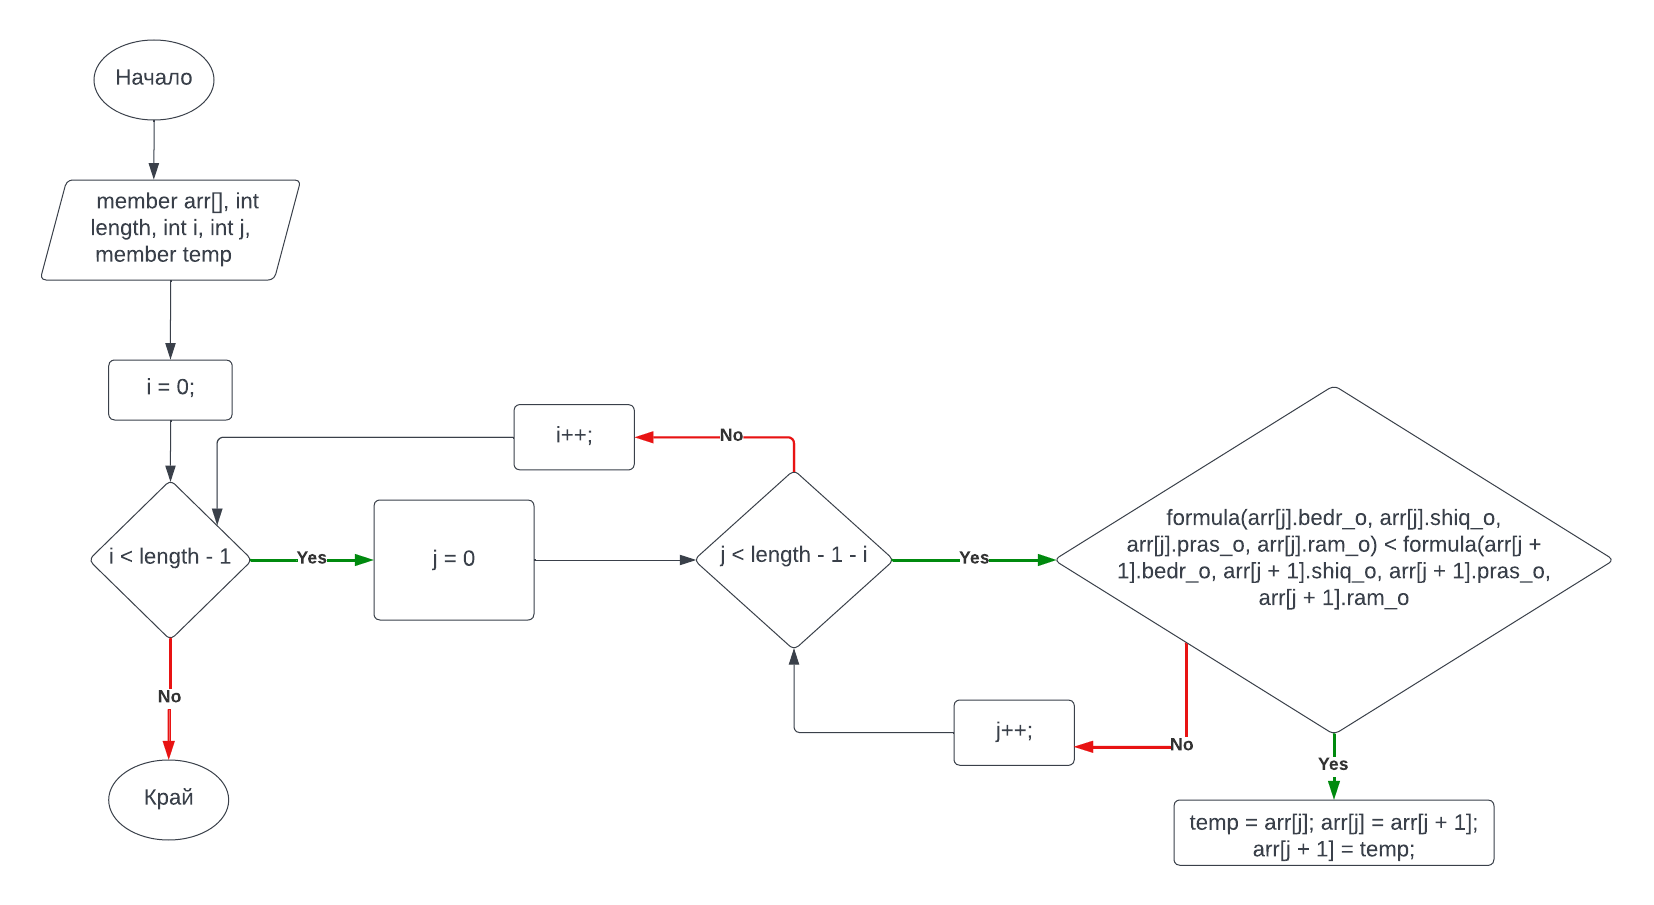 Начало
member arr[], int
length, int i, int j,
member temp
i = 0;
i++;
No
i < length - 1
Yes
j = 0
j < length - 1 - i
Yes
formula(arr[j].bedr_o, arr[j].shiq_o,
arr[j].pras_o, arr[j].ram_o) < formula(arr[j +
1].bedr_o, arr[j + 1].shiq_o, arr[j + 1].pras_o,
arr[j + 1].ram_o
No
j++;
No
Yes
Край
temp = arr[j]; arr[j] = arr[j + 1];
arr[j + 1] = temp;